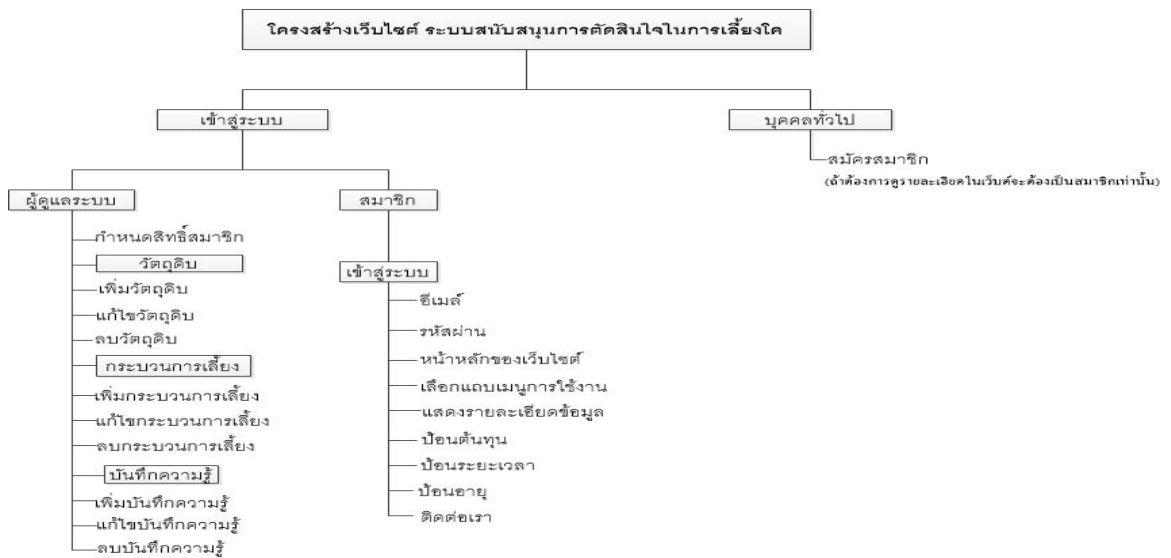 โครงสร้างเว็บไซต์ ระบบสนับสนุนการตัดสินใจในการเลี้ยงโค
เข้าสู่ระบบ
บุคคลทั่วไป
สมัครสมาชิก
(ถ้าต้องการดูรายละเอียดในเว็บต์จะต้องเป็นสมาชิกเท่านั้น)
ผู้ดูแลระบบ
กำหนดสิทธิ์สมาชิก
วัตถุดิบ
เพิ่มวัตถุดิบ
แก้ไขวัตถุดิบ
ลบวัตถุดิบ
กระบวนการเลี้ยง
เพิ่มกระบวนการเลี้ยง
แก้ไขกระบวนการเลี้ยง
ลบกระบวนการเลี้ยง
บันทึกความรู้
เพิ่มบันทึกความรู้
แก้ไขบันทึกความรู้
ลบบันทึกความรู้
สมาชิก
เข้าสู่ระบบ
อีเมล์
รหัสผ่าน
หน้าหลักของเว็บไซต์
เลือกแถบเมนูการใช้งาน
แสดงรายละเอียดข้อมูล
ป้อนต้นทุน
ป้อนระยะเวลา
ป้อนอายุ
ติดต่อเรา